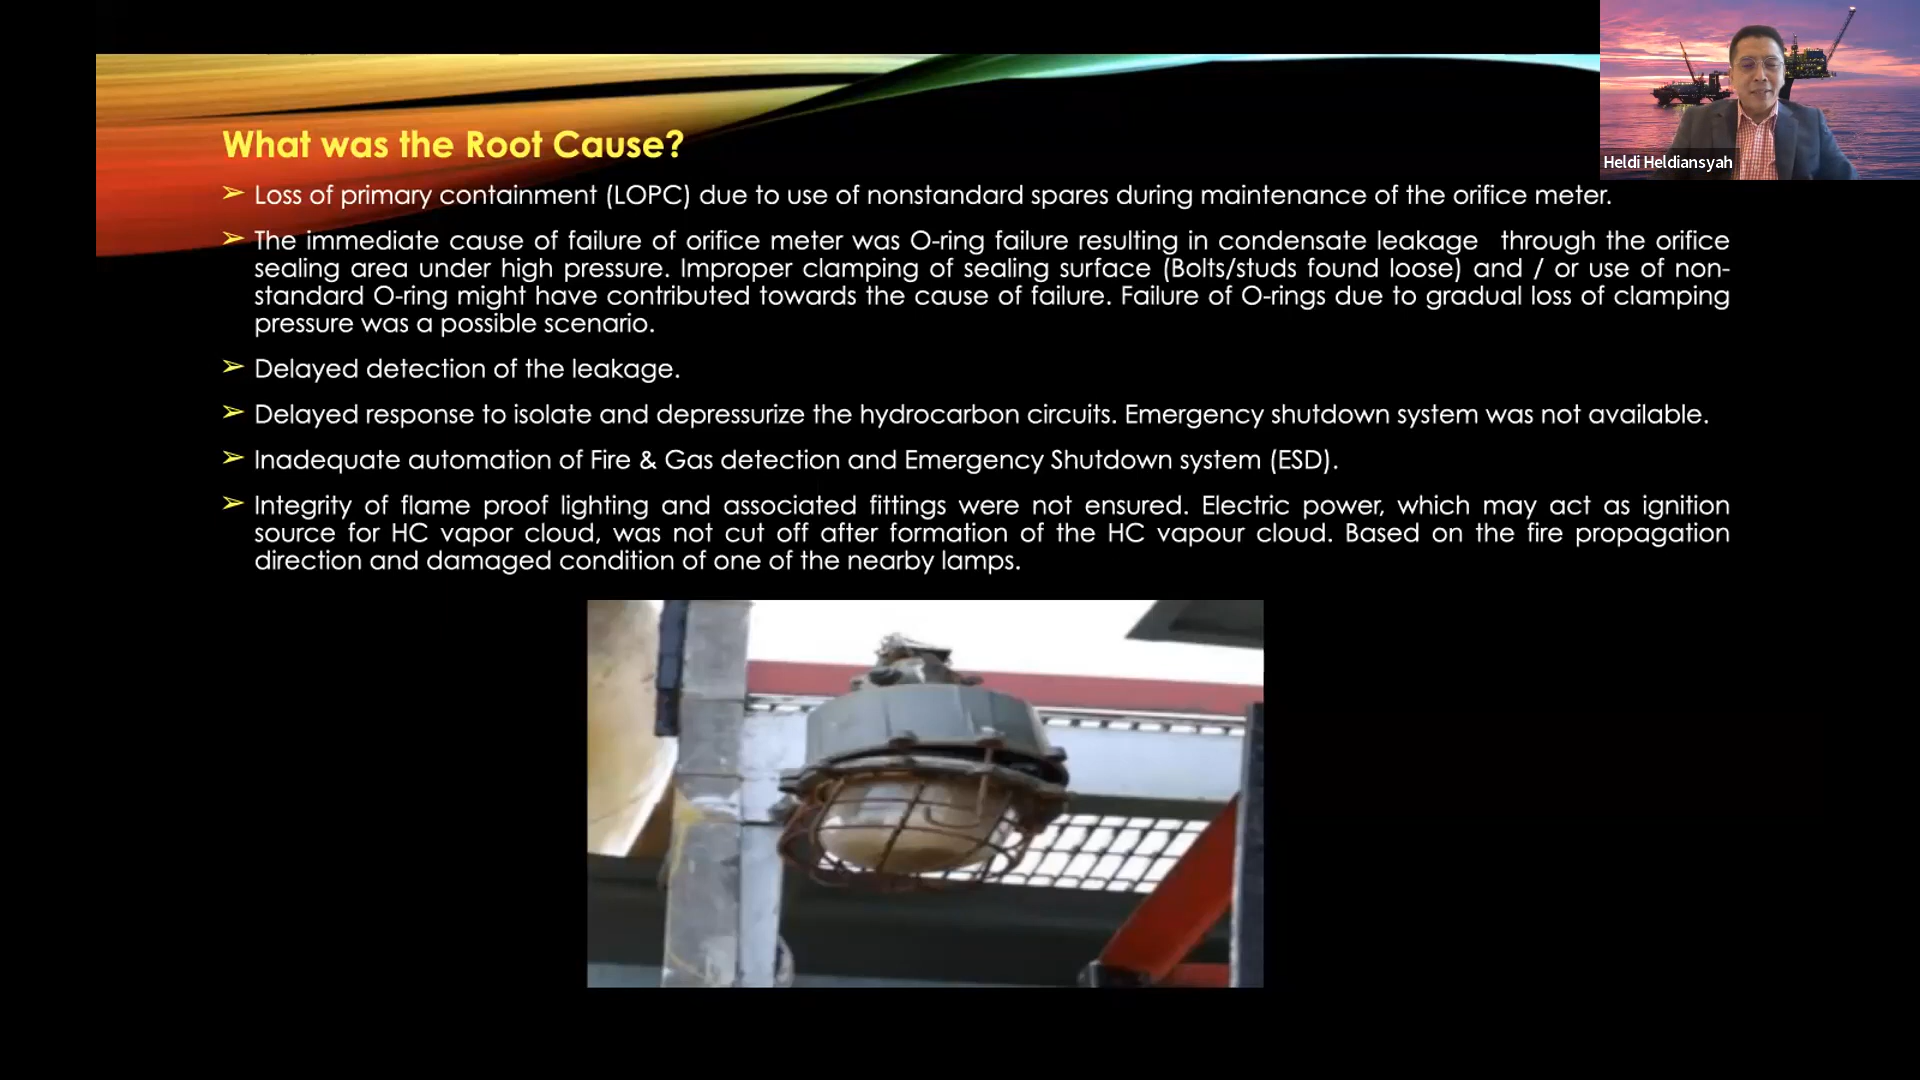 What was the Root Cause?
➢ Loss of primary containment (LOPC) due to use of nonstandard spares during maintenance of the orifice meter.
➢ The immediate cause of failure of orifice meter was O-ring failure resulting in condensate leakage through the orifice
sealing area under high pressure. Improper clamping of sealing surface (Bolts/studs found loose) and / or use of non-
standard O-ring might have contributed towards the cause of failure. Failure of O-rings due to gradual loss of clamping
pressure was a possible scenario.
➢ Delayed detection of the leakage.
➢ Delayed response to isolate and depressurize the hydrocarbon circuits. Emergency shutdown system was not available.
➢ Inadequate automation of Fire & Gas detection and Emergency Shutdown system (ESD).
➢ Integrity of flame proof lighting and associated fittings were not ensured. Electric power, which may act as ignition
source for HC vapor cloud, was not cut off after formation of the HC vapour cloud. Based on the fire propagation
direction and damaged condition of one of the nearby lamps.
Heldi Heldiansyah